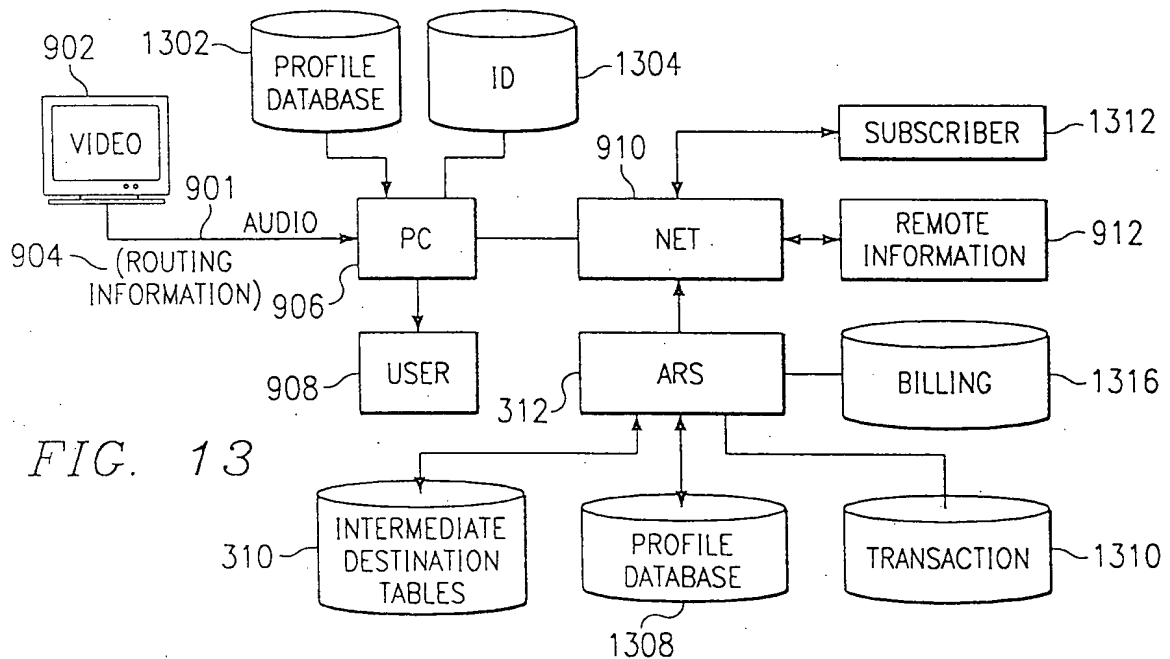 1302
902
PROFILE
DATABASE
ID
1304
VIDEO
SUBSCRIBER
1312
910
901
AUDIO
PC
NET
REMOTE
INFORMATION
912
904
(ROUTING
INFORMATION)
906
USER
908
ARS
312
BILLING
1316
FIG. 13
310
INTERMEDIATE
DESTINATION
TABLES
PROFILE
DATABASE
1308
TRANSACTION
1310